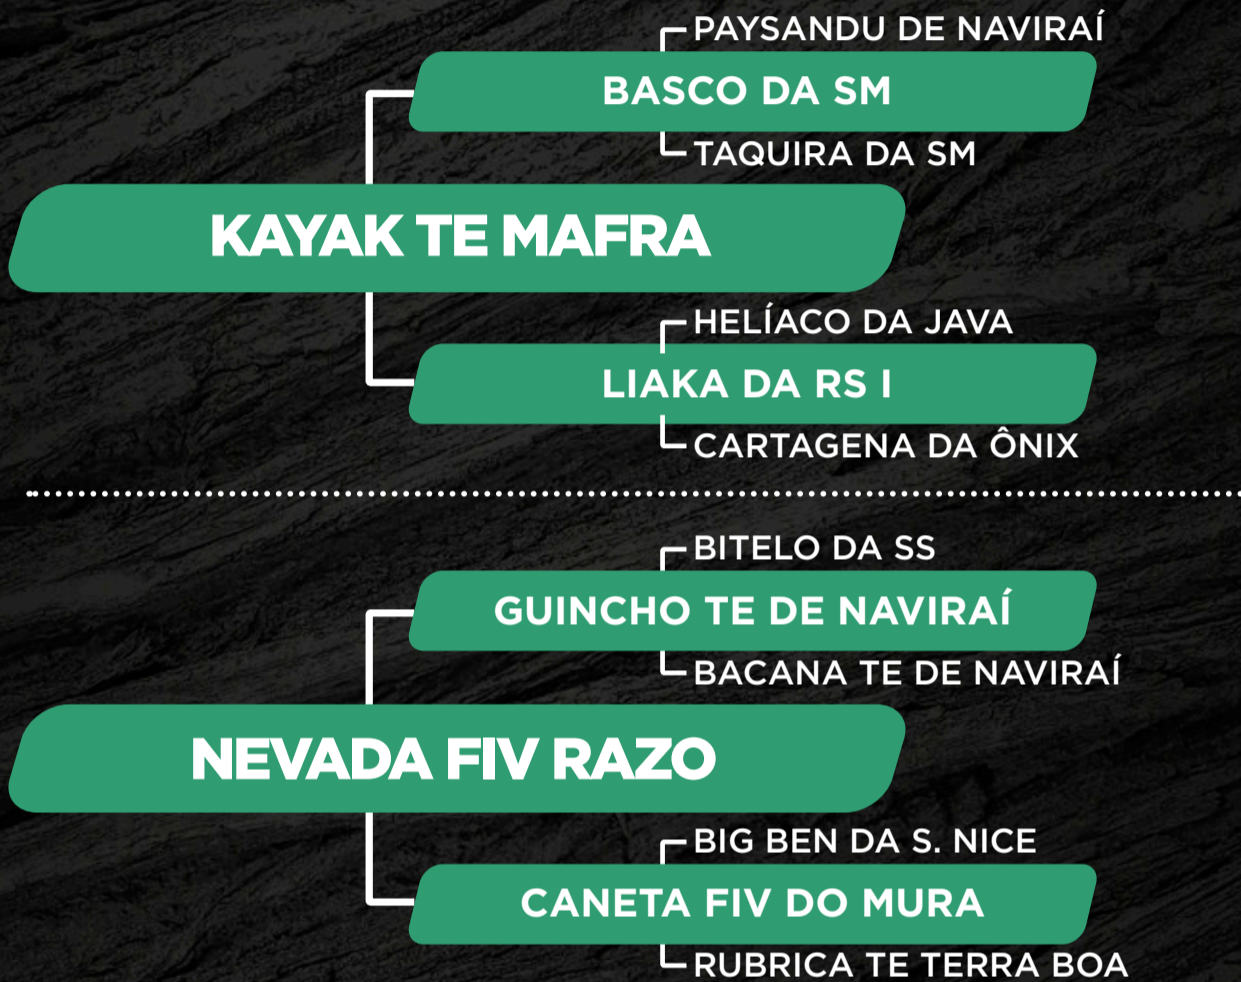 PAYSANDU DE NAVIRAÍ
BASCO DA SM
TAQUIRA DA SM
KAYAK TE MAFRA
HELÍACO DA JAVA
LIAKA DA RS I
CARTAGENA DA ÔNIX
BITELO DA SS
GUINCHO TE DE NAVIRAÍ
BACANA TE DE NAVIRAÍ
NEVADA FIV RAZO
BIG BEN DA S. NICE
CANETA FIV DO MURA
RUBRICA TE TERRA BOA